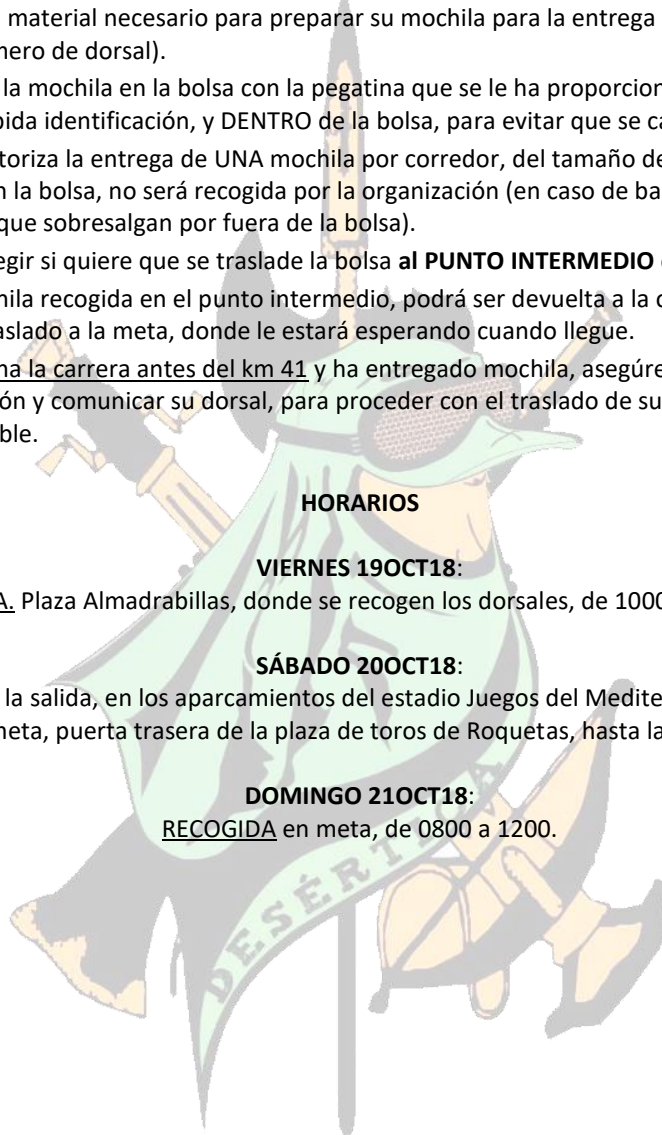 material necesario para preparar su mochila para la entrega
mero de dorsal).
la mochila en la bolsa con la pegatina que se le ha proporcion
bida identificación, y DENTRO de la bolsa, para evitar que se ca
toriza la entrega de UNA mochila por corredor, del tamaño de
n la bolsa, no será recogida por la organización (en caso de ba
que sobresalgan por fuera de la bolsa).
egir si quiere que se traslade la bolsa al PUNTO INTERMEDIO
hila recogida en el punto intermedio, podrá ser devuelta a la
aslado a la meta, donde le estará esperando cuando llegue.
na la carrera antes del km 41 y ha entregado mochila, asegúre
ón y comunicar su dorsal, para proceder con el traslado de su
ble.
HORARIOS
VIERNES 19OCT18:
A. Plaza Almadrabillas, donde se recogen los dorsales, de 1000
SÁBADO 20OCT18:
la salida, en los aparcamientos del estadio Juegos del Medite
meta, puerta trasera de la plaza de toros de Roquetas, hasta la
DOMINGO 21OCT18:
RECOGIDA en meta, de 0800 a 1200.
DESÉRTICA